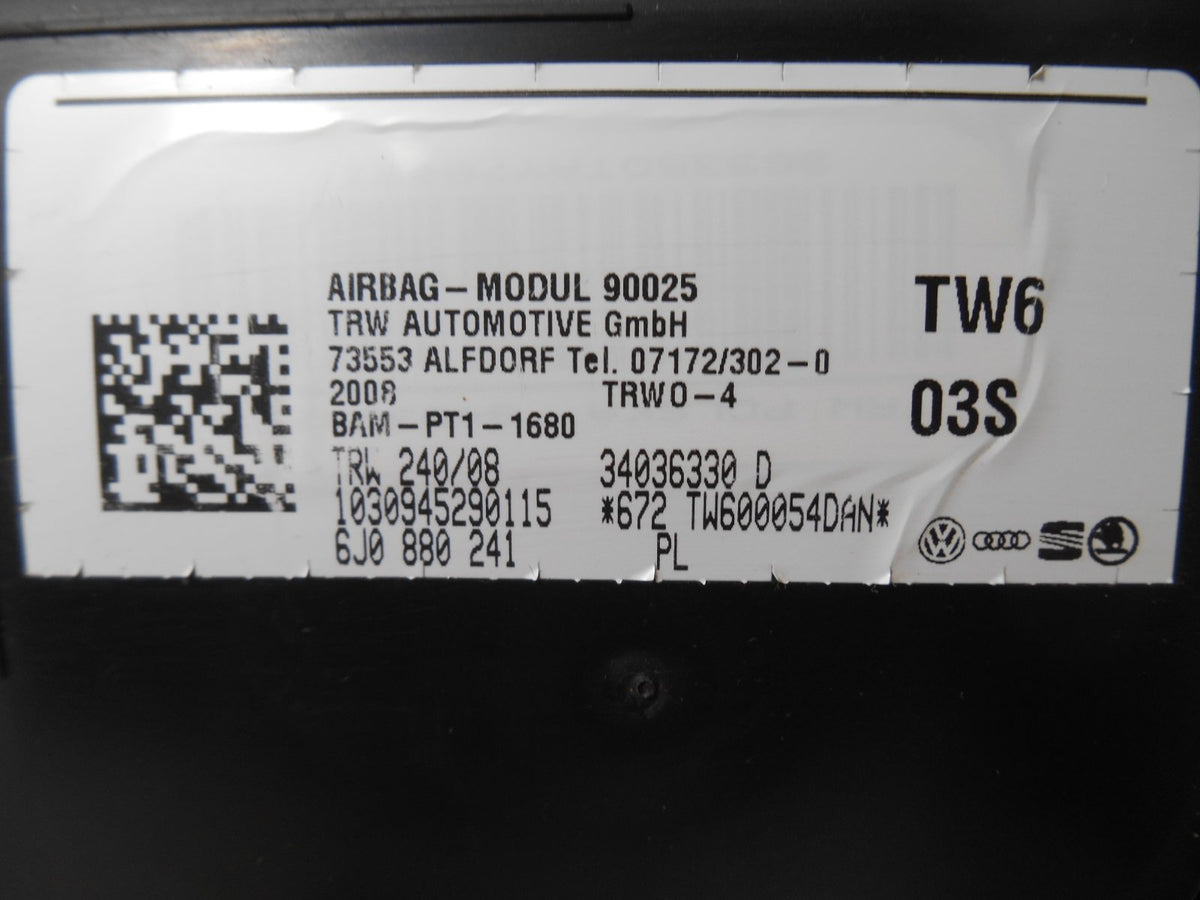 AIRBAG-MODUL 90025
TRW AUTOMOTIVE GmbH
73553 ALFDORF Tel. 07172/302-0
2008 TRWO-4
BAM-PT1-1680
TRW 240/08 34036330 D
1030945290115 *672 TW600054DAN*
6J0 880 241 PL
TW6
03S